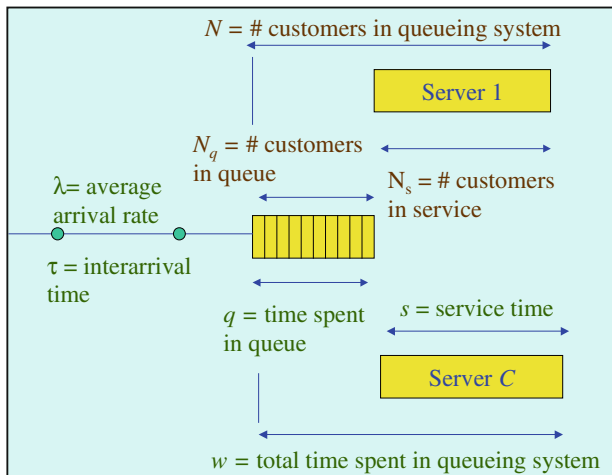 N = # customers in queueing system
Server 1
N_q = # customers
in queue
N_s = # customers
in service
λ= average
arrival rate
τ = interarrival
time
q = time spent
in queue
s = service time
Server C
w = total time spent in queueing system